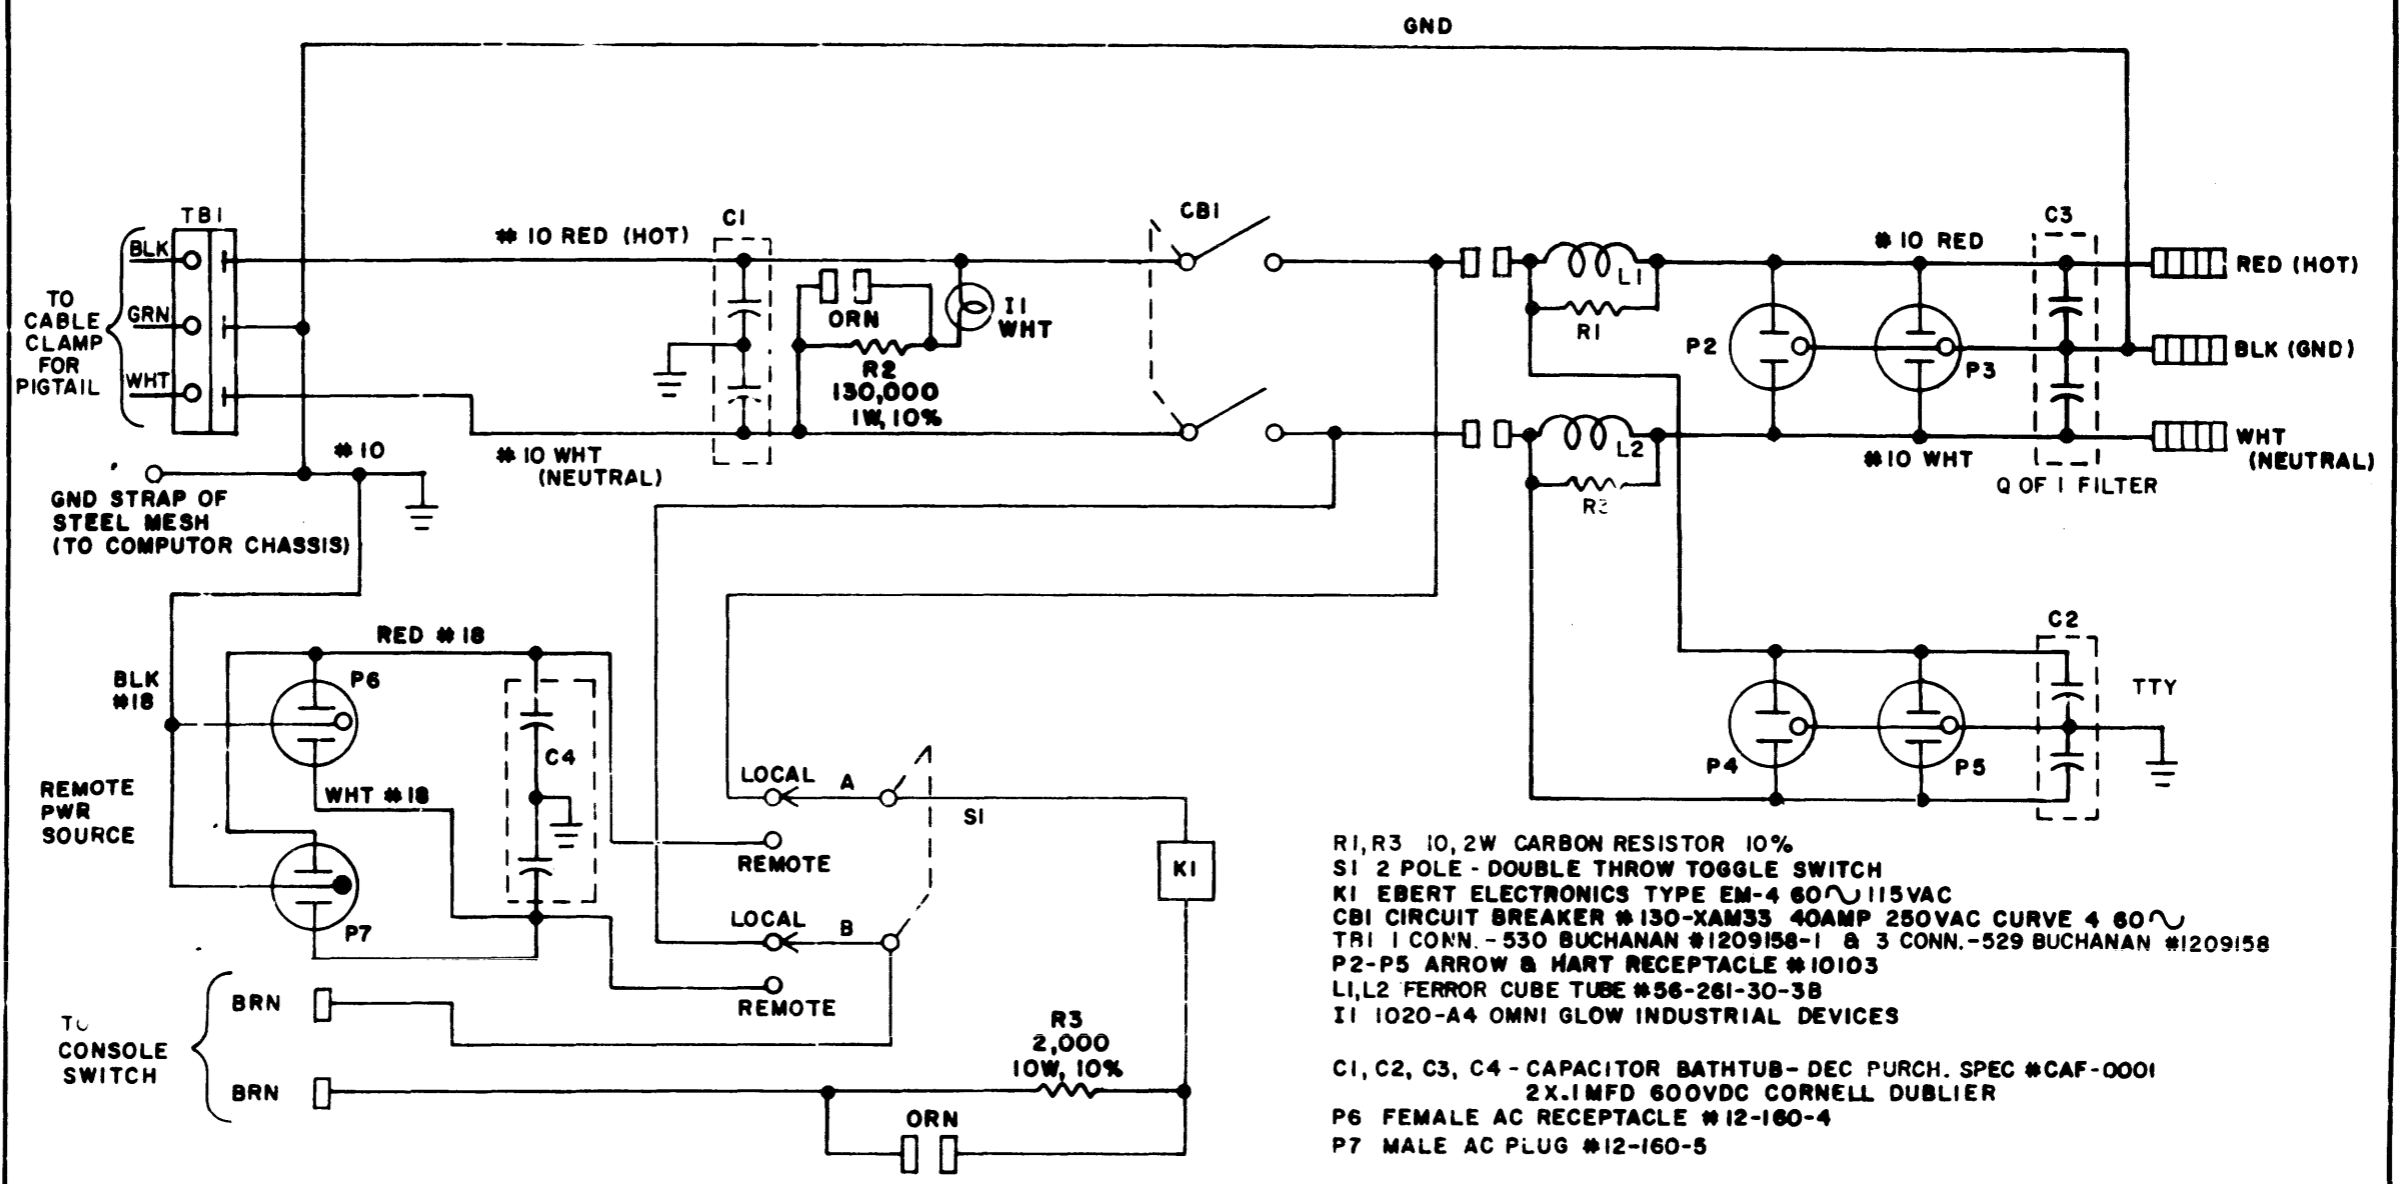 GND
TB1
C1
CB1
C3
# 10 RED (HOT)
# 10 RED
BLK
GRN
WHT
TO
CABLE
CLAMP
FOR
PIGTAIL
ORN
I1
WHT
R2
130,000
1W, 10%
L1
R1
P2
P3
RED (HOT)
BLK (GND)
WHT
(NEUTRAL)
L2
#10 WHT
Q OF 1 FILTER
#10
# 10 WHT
(NEUTRAL)
GND STRAP OF
STEEL MESH
(TO COMPUTOR CHASSIS)
RED #18
BLK
#18
P6
C4
WHT #18
REMOTE
PWR
SOURCE
P7
LOCAL
A
S1
REMOTE
LOCAL
B
REMOTE
K1
C2
TTY
P4
P5
BRN
TO
CONSOLE
SWITCH
BRN
R3
2,000
10W, 10%
ORN
R1, R3 10, 2W CARBON RESISTOR 10%
S1 2 POLE - DOUBLE THROW TOGGLE SWITCH
K1 EBERT ELECTRONICS TYPE EM-4 60∿ 115VAC
CB1 CIRCUIT BREAKER #130-XAM33 40AMP 250VAC CURVE 4 60∿
TB1 1 CONN. - 530 BUCHANAN #1209158-1 & 3 CONN.-529 BUCHANAN #1209158
P2-P5 ARROW & HART RECEPTACLE #10103
L1, L2 FERROR CUBE TUBE #56-261-30-3B
I1 1020-A4 OMNI GLOW INDUSTRIAL DEVICES
C1, C2, C3, C4 - CAPACITOR BATHTUB- DEC PURCH. SPEC #CAF-0001
2X.1MFD 600VDC CORNELL DUBLIER
P6 FEMALE AC RECEPTACLE #12-160-4
P7 MALE AC PLUG #12-160-5